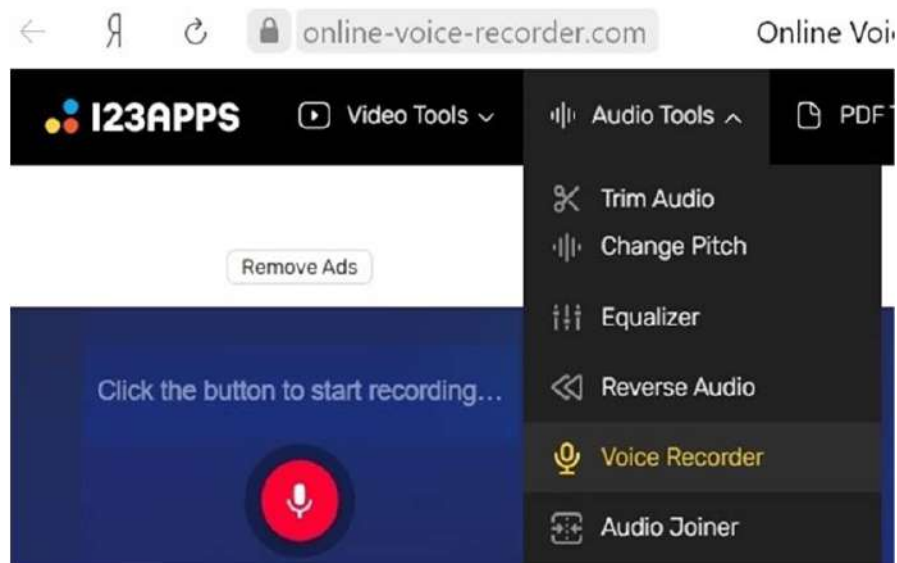 Я online-voice-recorder.com Online Voi
123APPS Video Tools Audio Tools PDF
Trim Audio
Change Pitch
Remove Ads
Equalizer
Click the button to start recording...
Reverse Audio
Voice Recorder
Audio Joiner